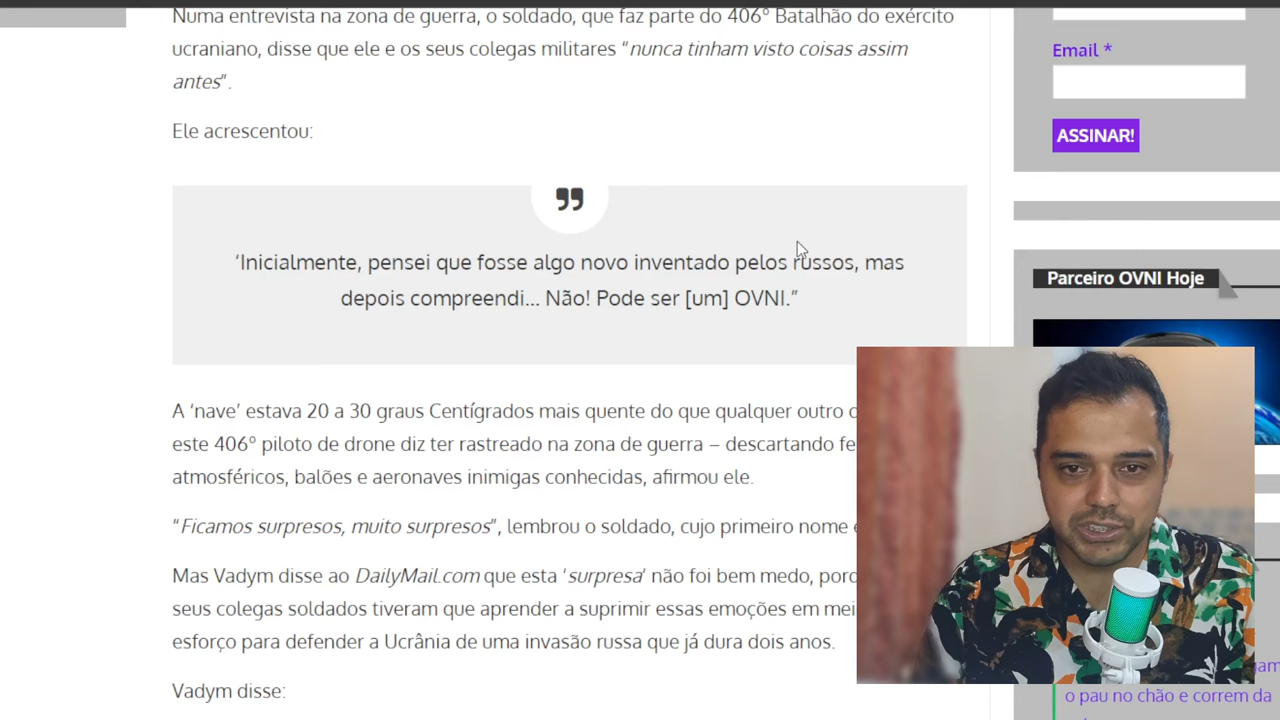 Numa entrevista na zona de guerra, o soldado, que faz parte do 406º Batalhão do exército
ucraniano, disse que ele e os seus colegas militares “nunca tinham visto coisas assim
antes”.
Ele acrescentou:
‘Inicialmente, pensei que fosse algo novo inventado pelos russos, mas
depois compreendi... Não! Pode ser [um] OVNI.”
A ‘nave’ estava 20 a 30 graus Centígrados mais quente do que qualquer outro
este 406º piloto de drone diz ter rastreado na zona de guerra – descartando
atmosféricos, balões e aeronaves inimigas conhecidas, afirmou ele.
“Ficamos surpresos, muito surpresos”, lembrou o soldado, cujo primeiro nome
Mas Vadym disse ao DailyMail.com que esta ‘surpresa’ não foi bem medo,
seus colegas soldados tiveram que aprender a suprimir essas emoções em
esforço para defender a Ucrânia de uma invasão russa que já dura dois anos.
Vadym disse:
Email *
ASSINAR!
Parceiro OVNI Hoje
o pau no chão e correm da